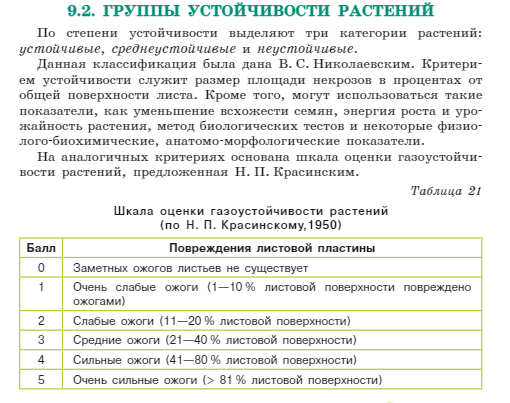 9.2. ГРУППЫ УСТОЙЧИВОСТИ РАСТЕНИЙ
По степени устойчивости выделяют три категории растений:
устойчивые, среднеустойчивые и неустойчивые.
Данная классификация была дана В. С. Николаевским. Критери-
ем устойчивости служит размер площади некрозов в процентах от
общей поверхности листа. Кроме того, могут использоваться такие
показатели, как уменьшение всхожести семян, энергия роста и уро-
жайность растения, метод биологических тестов и некоторые физио-
лого-биохимические, анатомо-морфологические показатели.
На аналогичных критериях основана шкала оценки газоустойчи-
вости растений, предложенная Н. П. Красинским.
Таблица 21
Шкала оценки газоустойчивости растений
(по Н. П. Красинскому, 1950)
Балл Повреждения листовой пластины
0 Заметных ожогов листьев не существует
1 Очень слабые ожоги (1—10 % листовой поверхности повреждено
ожогами)
2 Слабые ожоги (11—20 % листовой поверхности)
3 Средние ожоги (21—40 % листовой поверхности)
4 Сильные ожоги (41—80 % листовой поверхности)
5 Очень сильные ожоги (> 81 % листовой поверхности)